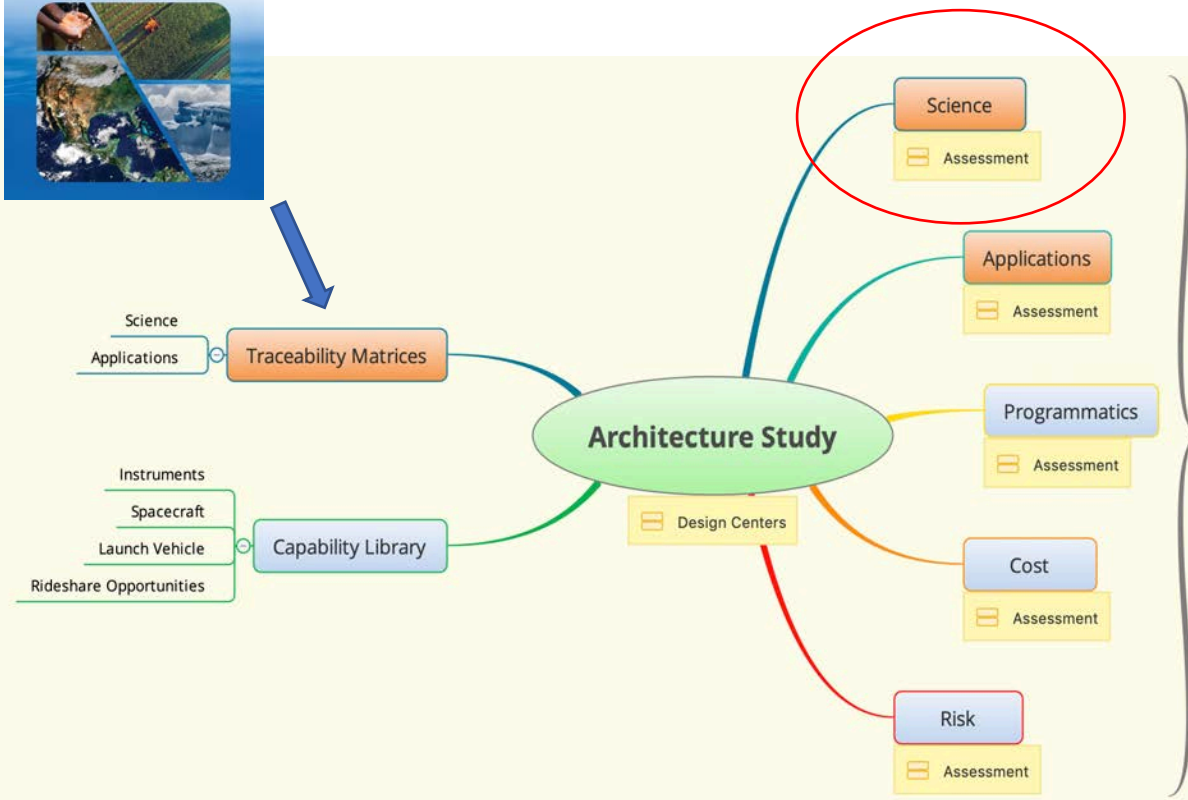 Science
Assessment
Applications
Assessment
Science
Applications
Traceability Matrices
Programmatics
Assessment
Architecture Study
Design Centers
Instruments
Spacecraft
Launch Vehicle
Rideshare Opportunities
Capability Library
Cost
Assessment
Risk
Assessment